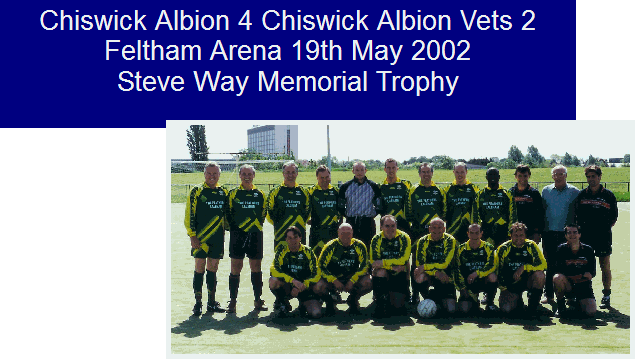 Chiswick Albion 4 Chiswick Albion Vets 2
Feltham Arena 19th May 2002
Steve Way Memorial Trophy